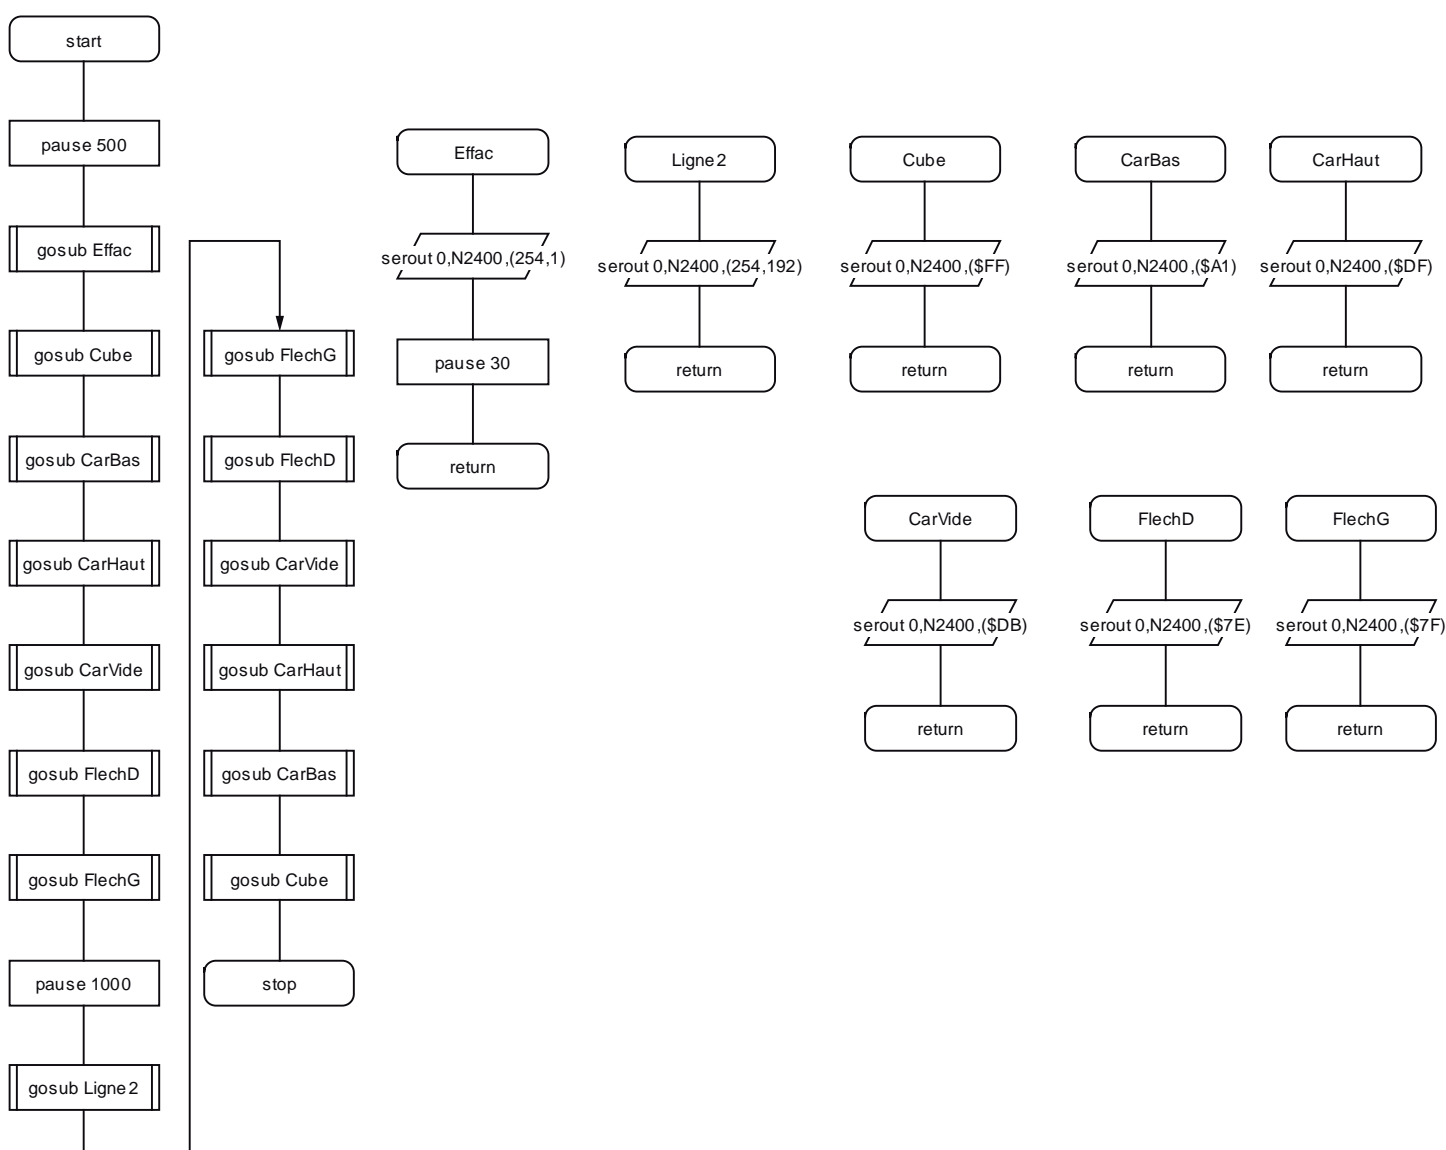 start
pause 500
gosub Effac
gosub Cube
gosub CarBas
gosub CarHaut
gosub CarVide
gosub FlechD
gosub FlechG
pause 1000
gosub Ligne2
gosub FlechG
gosub FlechD
gosub CarVide
gosub CarHaut
gosub CarBas
gosub Cube
stop
Effac
serout 0,N2400,(254,1)
pause 30
return
Ligne2
serout 0,N2400,(254,192)
return
Cube
serout 0,N2400,($FF)
return
CarBas
serout 0,N2400,($A1)
return
CarHaut
serout 0,N2400,($DF)
return
CarVide
serout 0,N2400,($DB)
return
FlechD
serout 0,N2400,($7E)
return
FlechG
serout 0,N2400,($7F)
return